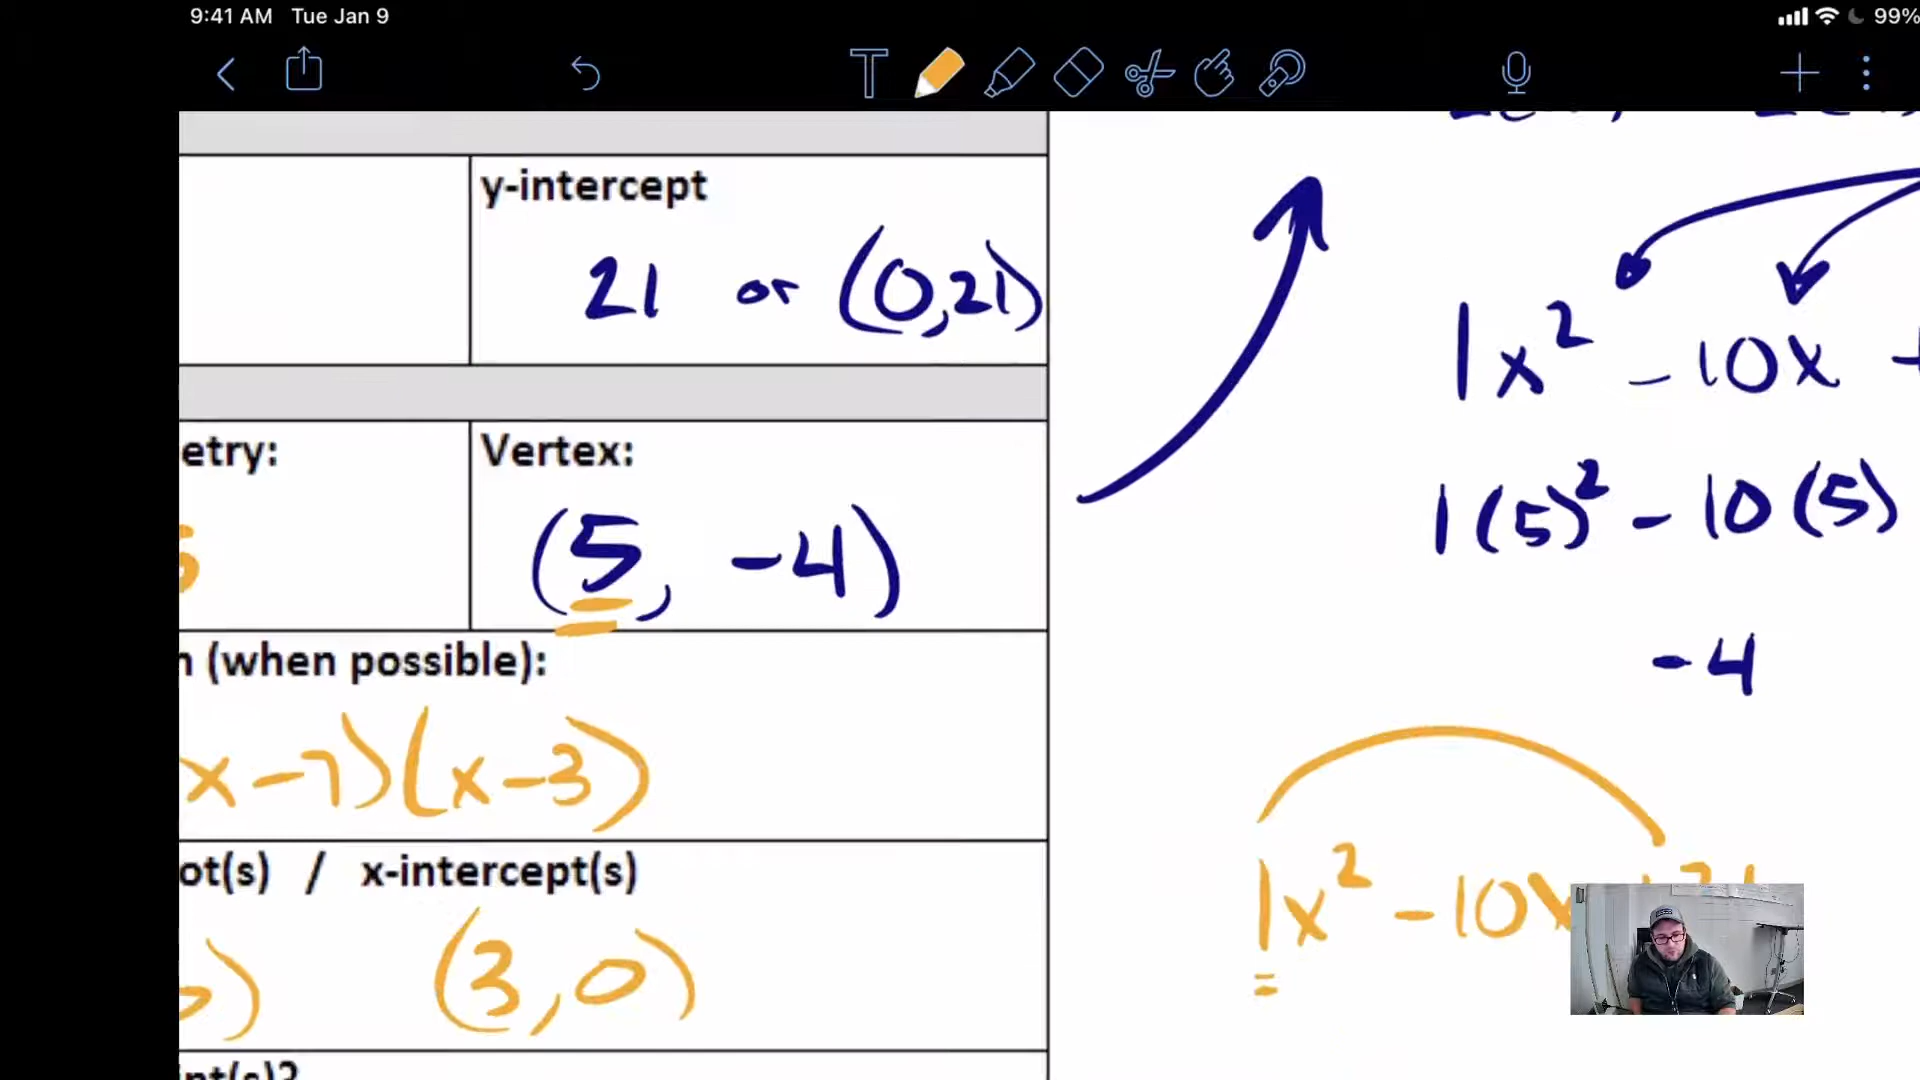 9:41 AM Tue Jan 9 99%
T
y-intercept
21 or (0,21)
1x² - 10x +
etry:
Vertex:
(5, -4)
1(5)² - 10(5)
-4
(when possible):
x-7)(x-3)
ot(s) / x-intercept(s)
1x² - 10x
(3,0)